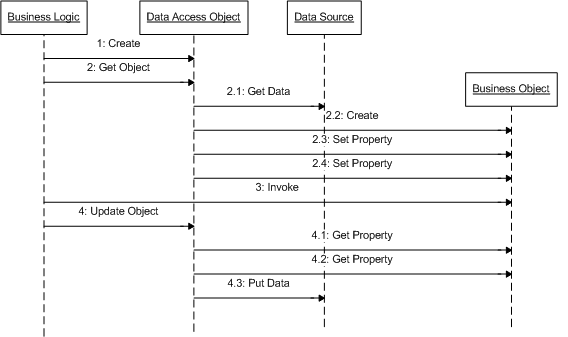 Business Logic
Data Access Object
Data Source
1: Create
2: Get Object
Business Object
2.1: Get Data
2.2: Create
2.3: Set Property
2.4: Set Property
3: Invoke
4: Update Object
4.1: Get Property
4.2: Get Property
4.3: Put Data